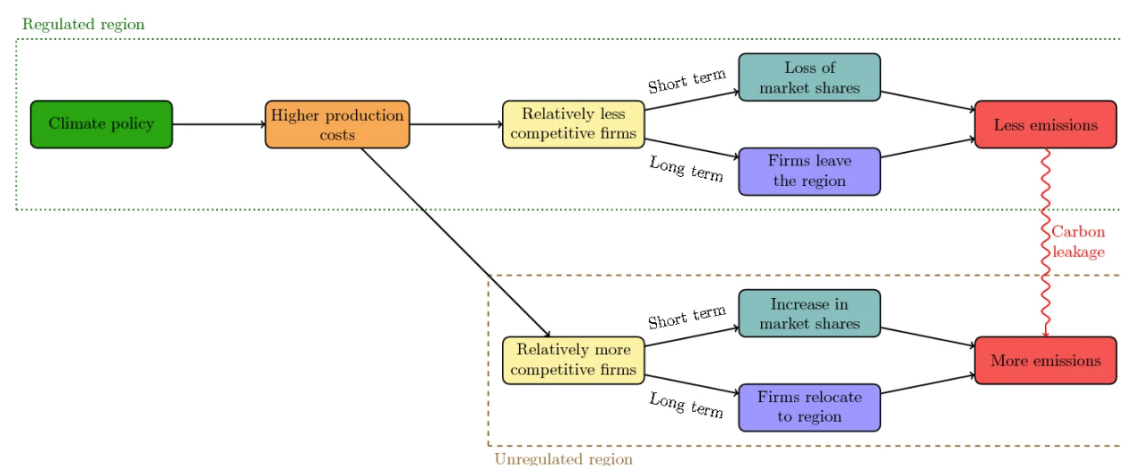 Regulated region
Climate policy
Higher production
costs
Relatively less
competitive firms
Short term
Long term
Loss of
market shares
Firms leave
the region
Less emissions
Carbon
leakage
Relatively more
competitive firms
Short term
Long term
Increase in
market shares
Firms relocate
to region
More emissions
Unregulated region